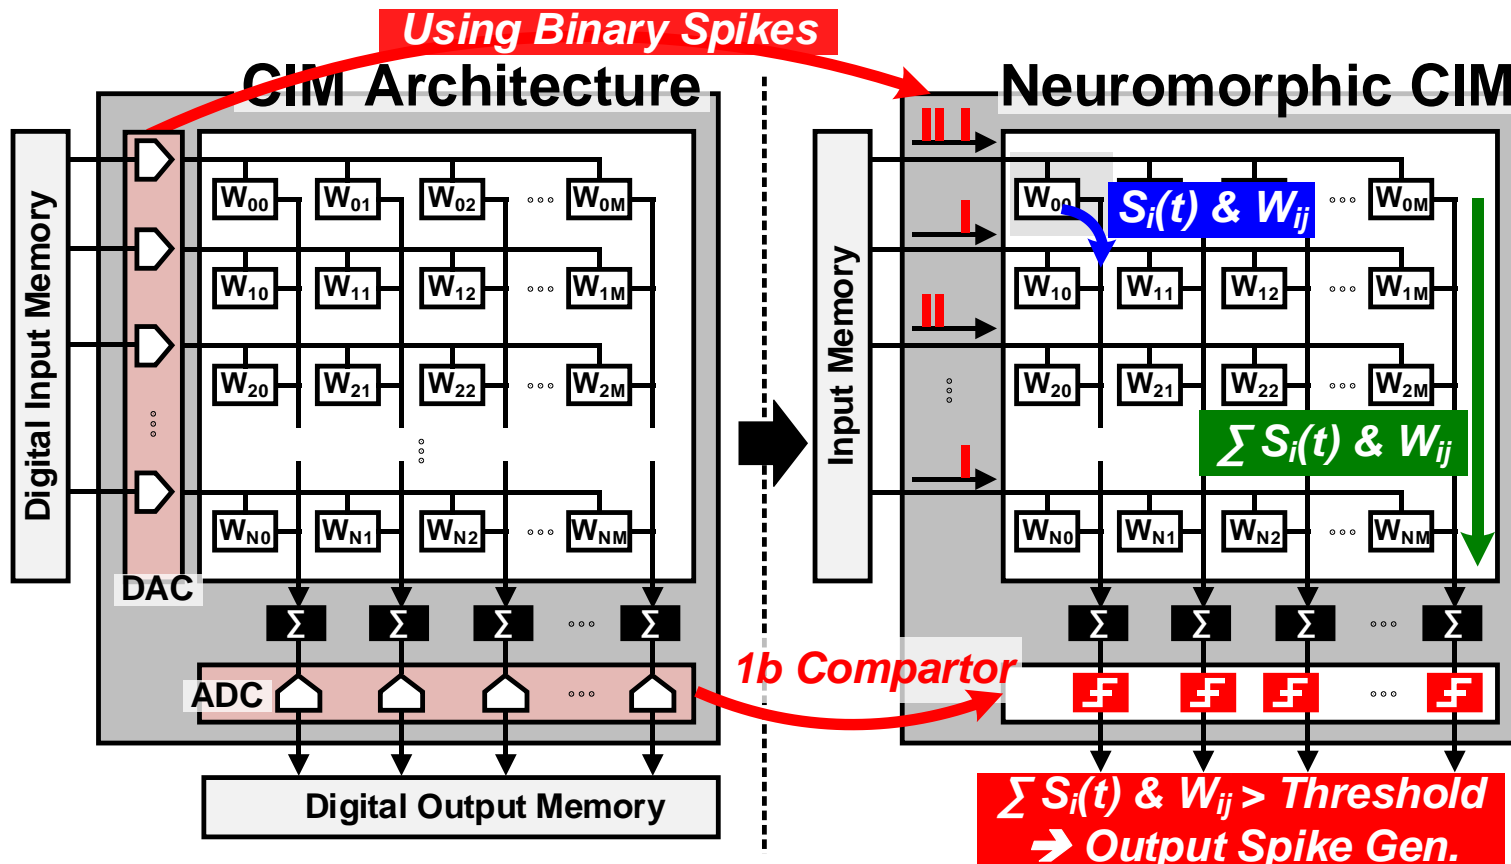 Using Binary Spikes
CIM Architecture
Digital Input Memory
DAC
W00 W01 W02 ∘∘∘ W0M
W10 W11 W12 ∘∘∘ W1M
W20 W21 W22 ∘∘∘ W2M
WN0 WN1 WN2 ∘∘∘ WNM
Σ Σ Σ ∘∘∘ Σ
ADC
Digital Output Memory
1b Compartor
Neuromorphic CIM
Input Memory
W00 Si(t) & Wij W0M
W10 W11 W12 ∘∘∘ W1M
W20 W21 W22 ∘∘∘ W2M
∑ Si(t) & Wij
WN0 WN1 WN2 ∘∘∘ WNM
Σ Σ Σ ∘∘∘ Σ
∑ Si(t) & Wij > Threshold
➔ Output Spike Gen.